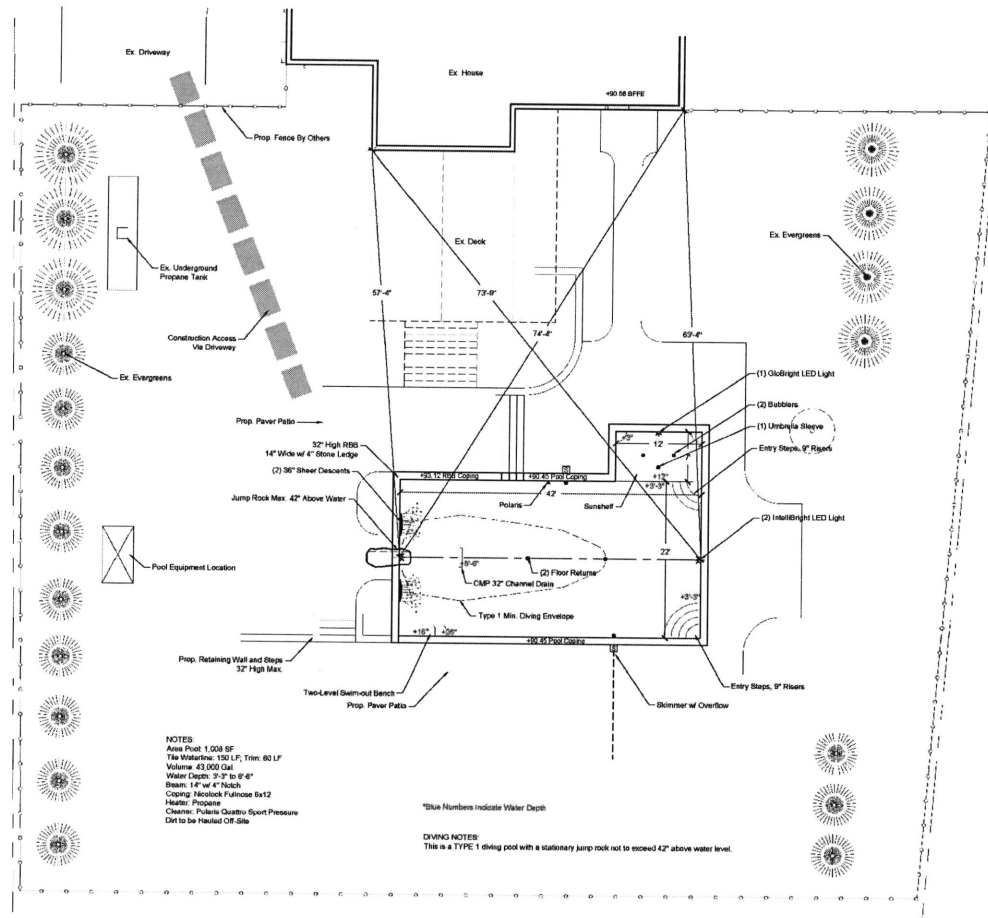 Ex. Driveway
Ex. House
+90.58 BFFE
Prop. Fence By Others
Ex. Underground
Propane Tank
Ex. Deck
Ex. Evergreens
57'-4"
73'-9"
74'-4"
63'-4"
Construction Access
Via Driveway
Ex. Evergreens
(1) GloBright LED Light
(2) Bubblers
(1) Umbrella Sleeve
Entry Steps, 9" Risers
Prop. Paver Patio
32" High RBB
14" Wide w/ 4" Stone Ledge
(2) 36" Sheer Descents
Jump Rock Max. 42" Above Water
+93.12 RBB Coping
+90.45 Pool Coping
S
12'
+12"
+3'-3"
42'
Polaris
Sunshelf
(2) IntelliBright LED Light
22'
(2) Floor Returns
CMP 32" Channel Drain
Pool Equipment Location
Type 1 Min. Diving Envelope
+3'-3"
+16"
+90.45 Pool Coping
S
Prop. Retaining Wall and Steps
32" High Max.
Two-Level Swim-out Bench
Prop. Paver Patio
Entry Steps, 9" Risers
Skimmer w/ Overflow
NOTES:
Area Pool: 1,008 SF
Tile Waterline: 150 LF; Trim: 60 LF
Volume: 43,000 Gal
Water Depth: 3'-3" to 8'-6"
Beam: 14" w/ 4" Notch
Coping: Nicolock Fullnose 6x12
Heater: Propane
Cleaner: Polaris Quattro Sport Pressure
Dirt to be Hauled Off-Site
*Blue Numbers Indicate Water Depth
DIVING NOTES:
This is a TYPE 1 diving pool with a stationary jump rock not to exceed 42" above water level.